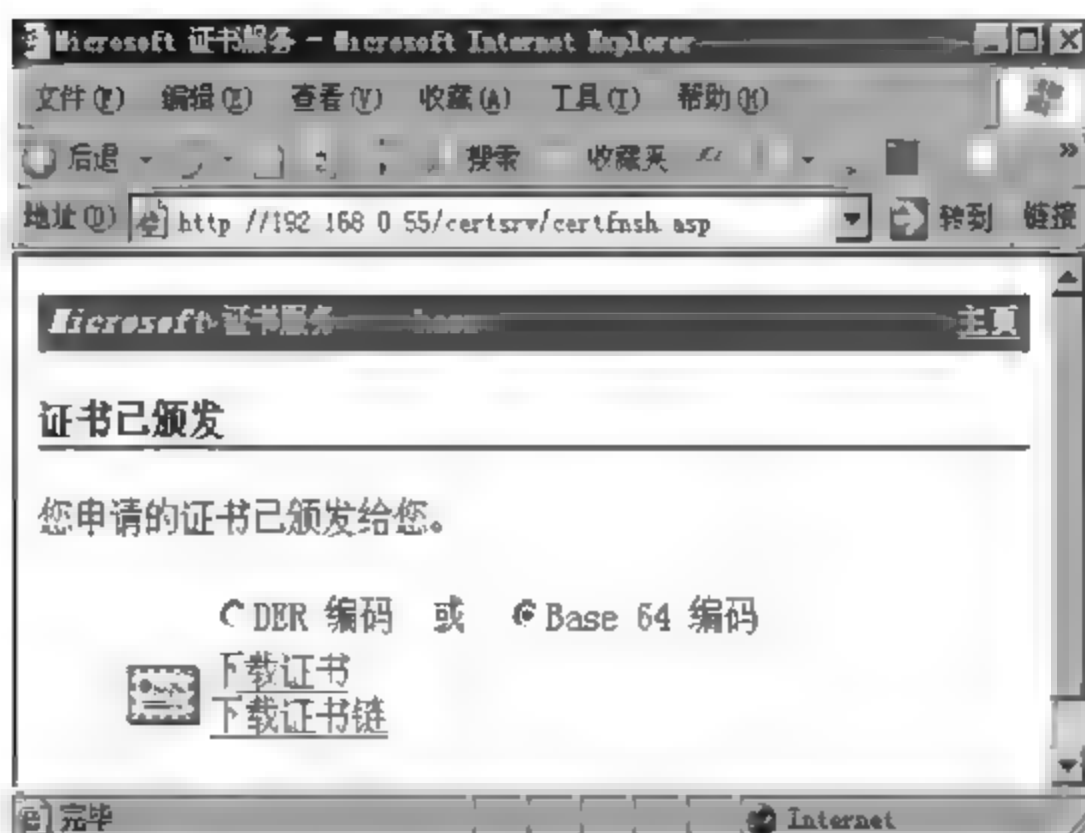 Microsoft 证书服务 - Microsoft Internet Explorer
文件(F) 编辑(E) 查看(V) 收藏(A) 工具(T) 帮助(H)
后退 搜索 收藏夹 »
地址(D) http //192 168 0 55/certsrv/certfnsh asp 转到 链接
Microsoft 证书服务 主页
证书已颁发
您申请的证书已颁发给您。
DER 编码 或 Base 64 编码
下载证书
下载证书链
完毕 Internet